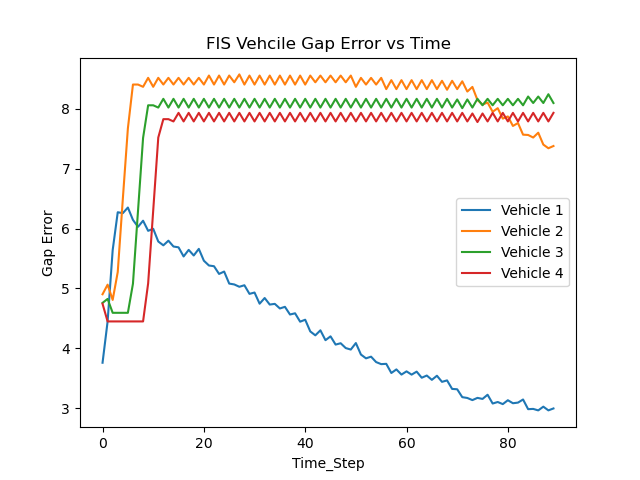 FIS Vehcile Gap Error vs Time
Gap Error
8
7
6
5
4
3
Vehicle 1
Vehicle 2
Vehicle 3
Vehicle 4
0 20 40 60 80
Time_Step